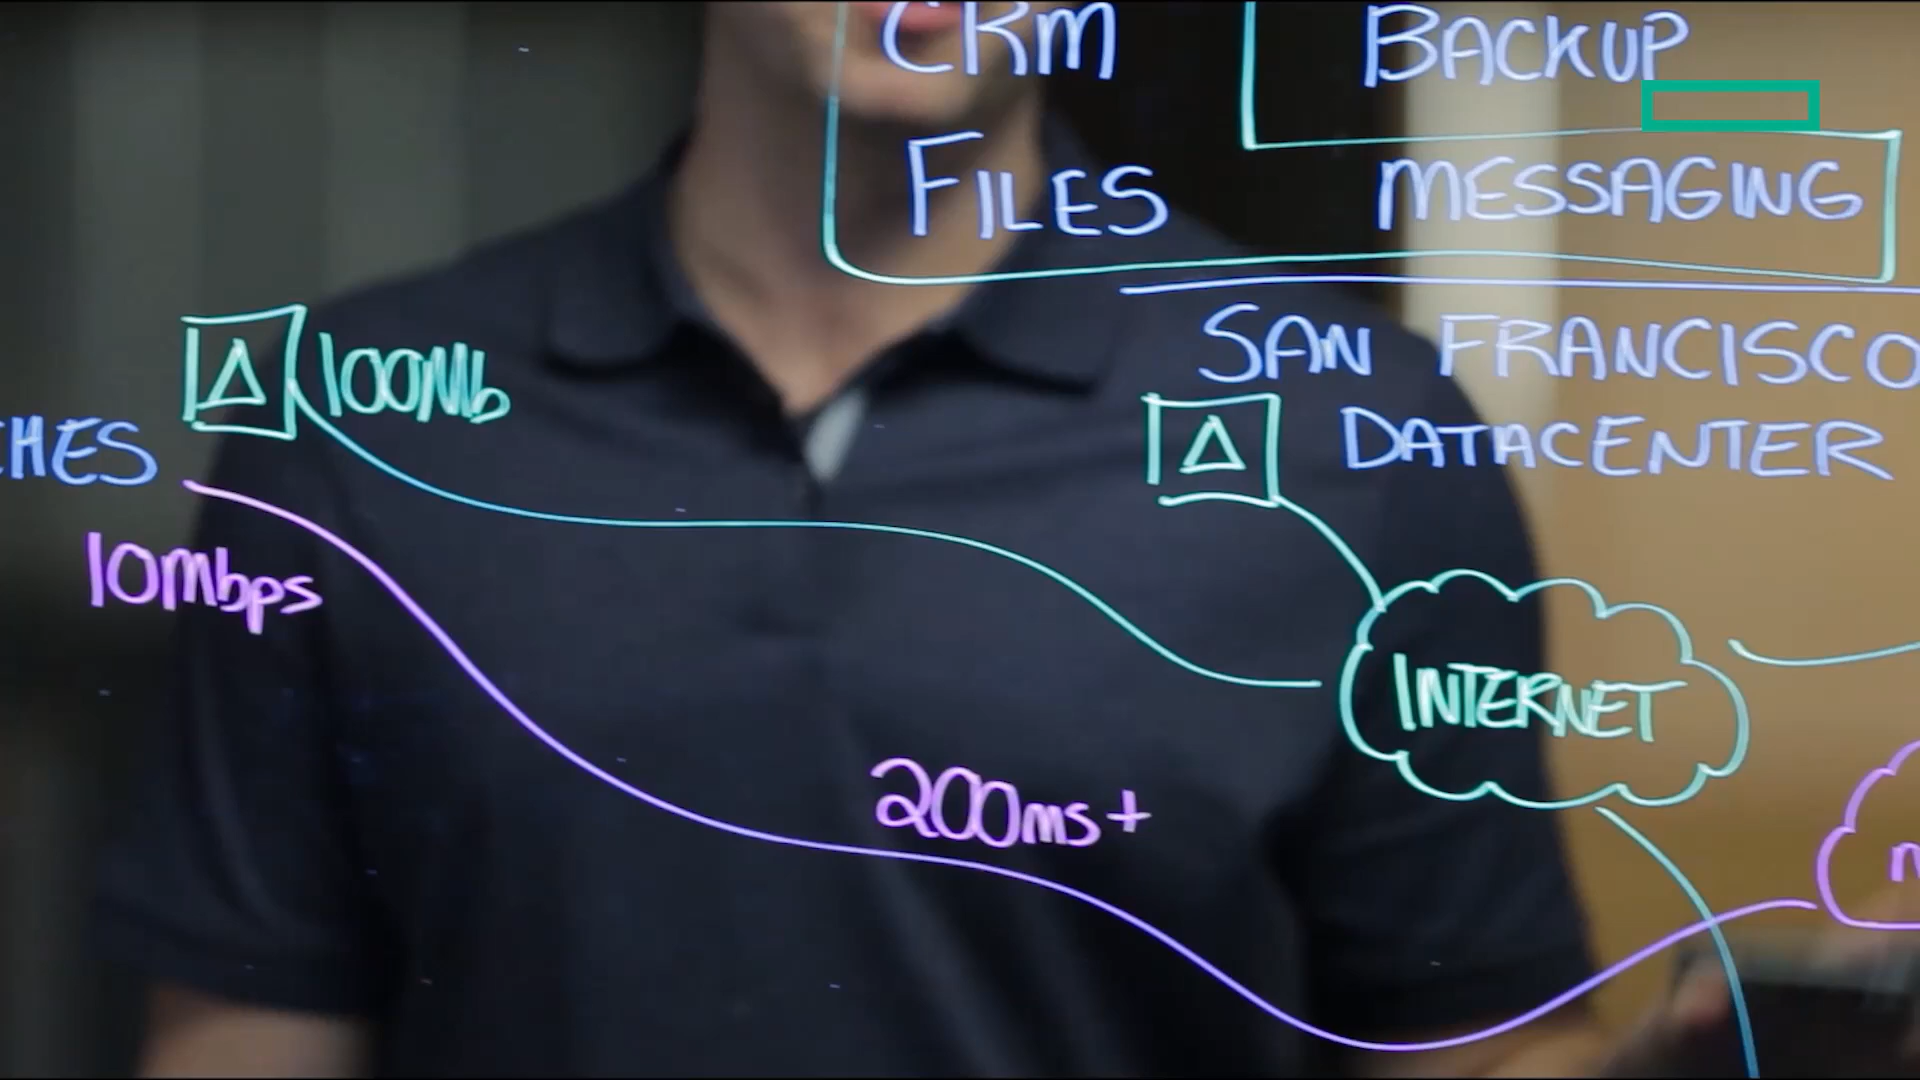 CRM
BACKUP
FILES
MESSAGING
SAN FRANCISCO
DATACENTER
Δ
100Mb
Δ
10Mbps
INTERNET
200ms+